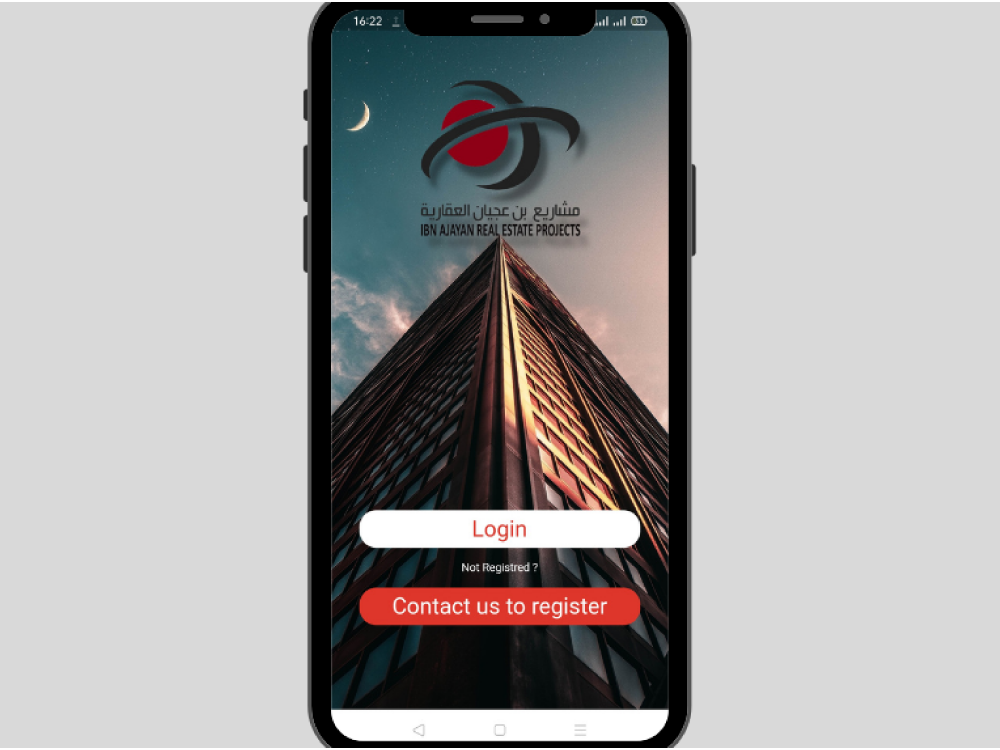 16:22
مشاريع بن عجيان العقارية
IBN AJAYAN REAL ESTATE PROJECTS
Login
Not Registred ?
Contact us to register